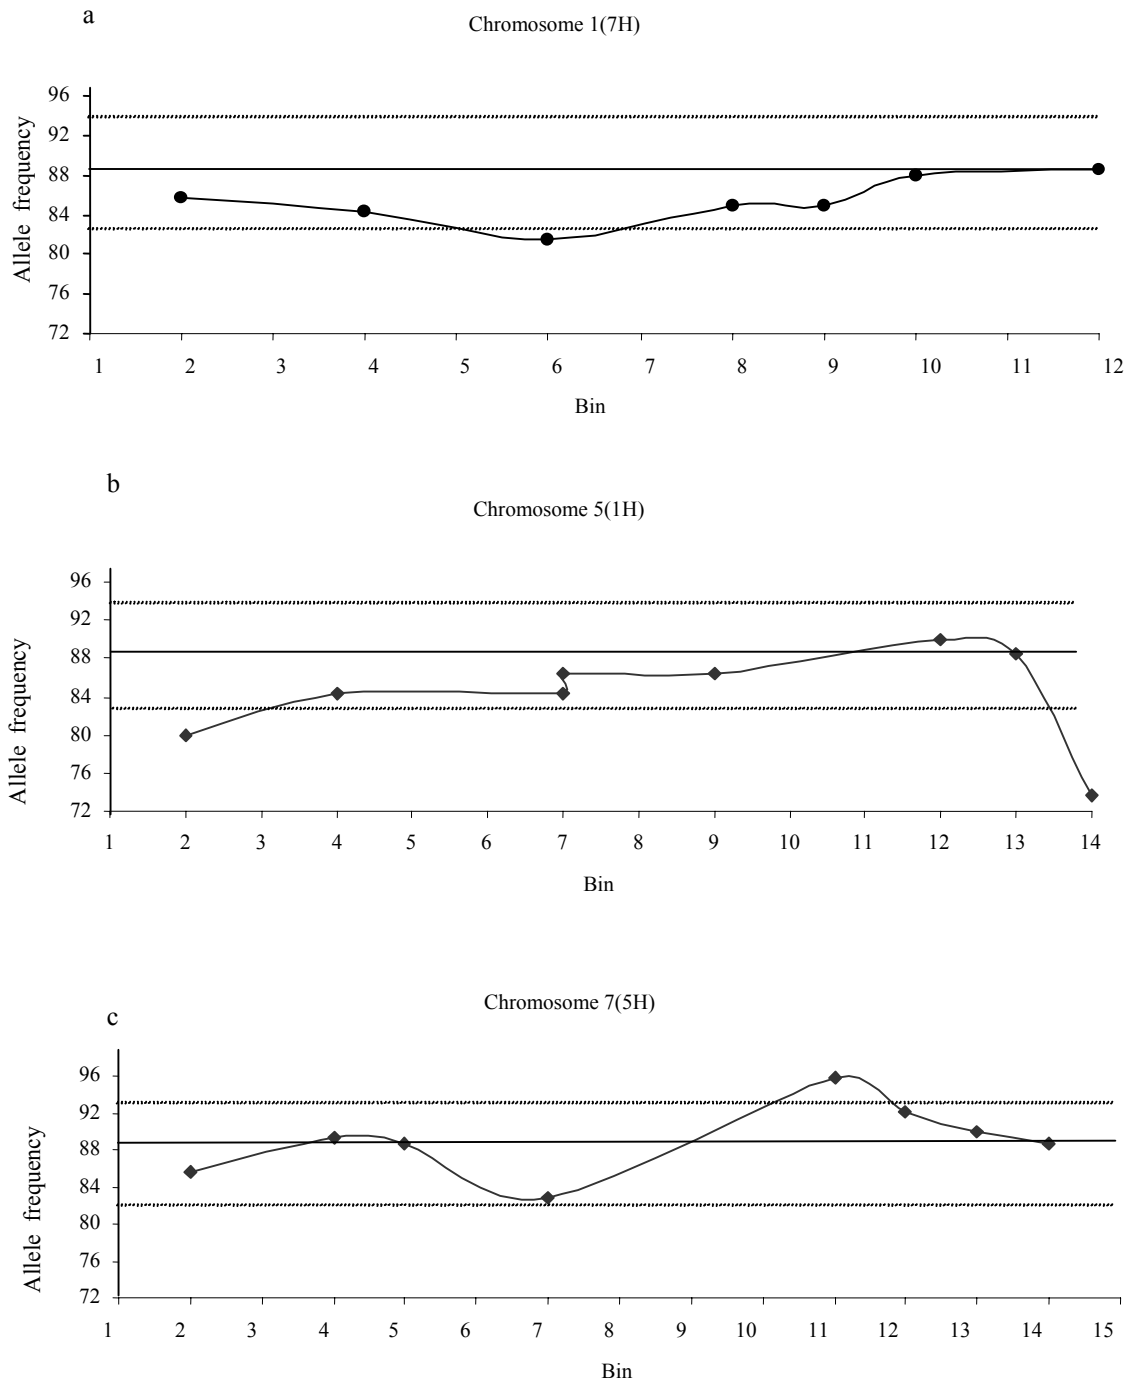 a
Chromosome 1(7H)
Allele frequency
96
92
88
84
80
76
72
1 2 3 4 5 6 7 8 9 10 11 12
Bin
b
Chromosome 5(1H)
Allele frequency
96
92
88
84
80
76
72
1 2 3 4 5 6 7 8 9 10 11 12 13 14
Bin
c
Chromosome 7(5H)
Allele frequency
96
92
88
84
80
76
72
1 2 3 4 5 6 7 8 9 10 11 12 13 14 15
Bin